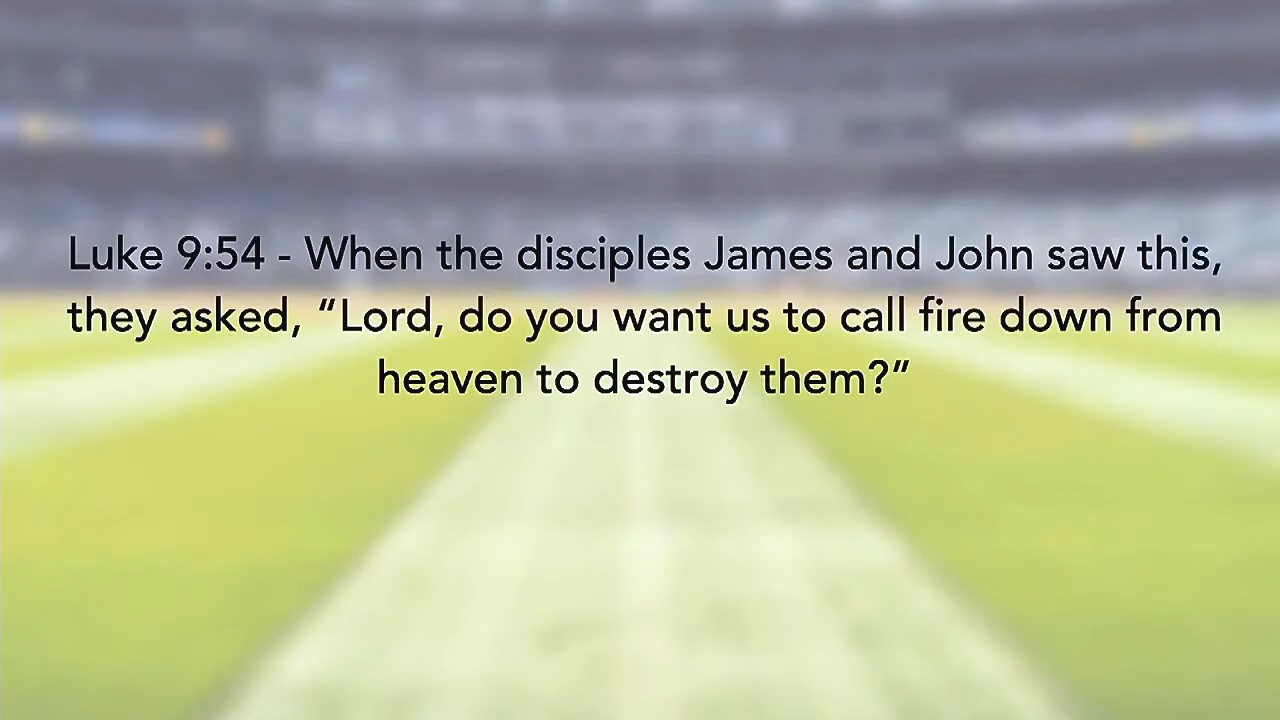 Luke 9:54 - When the disciples James and John saw this,
they asked, “Lord, do you want us to call fire down from
heaven to destroy them?”